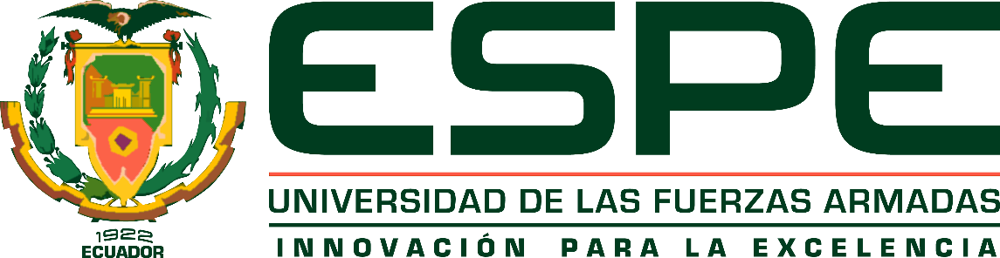 ESPE
UNIVERSIDAD DE LAS FUERZAS ARMADAS
INNOVACIÓN PARA LA EXCELENCIA
1922
ECUADOR